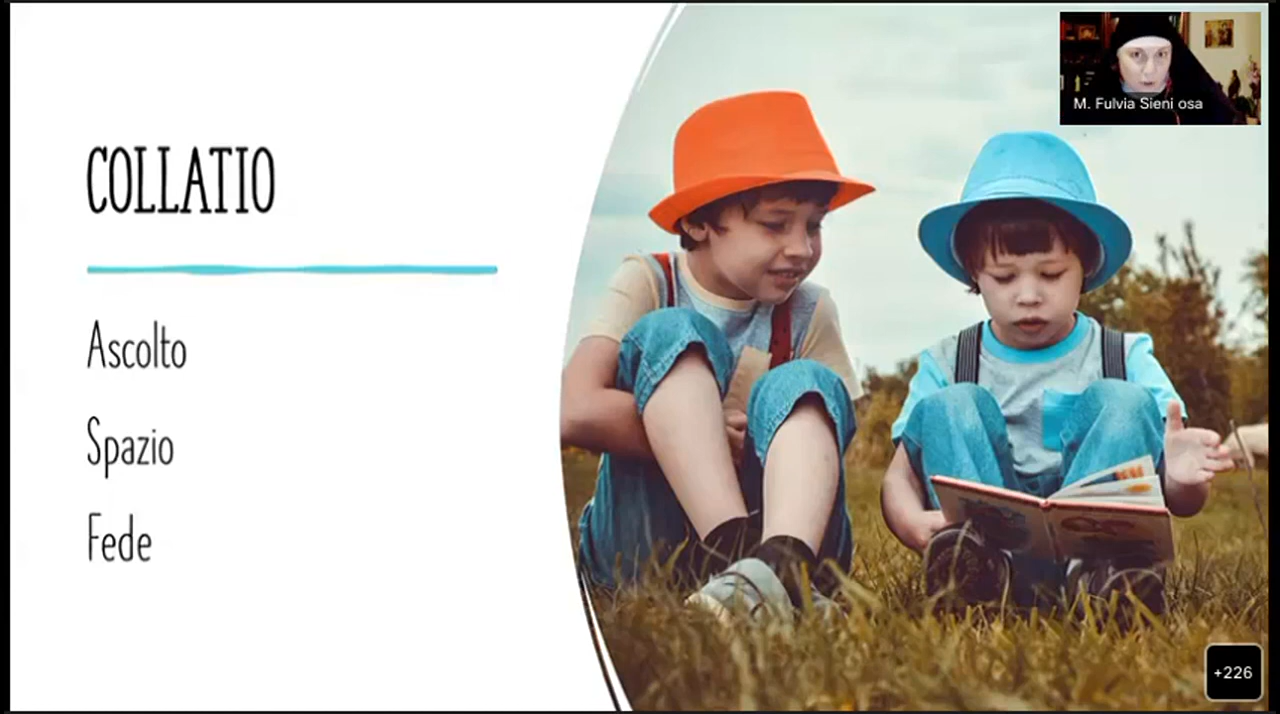 COLLATIO
Ascolto
Spazio
Fede
M. Fulvia Sieni osa
+226